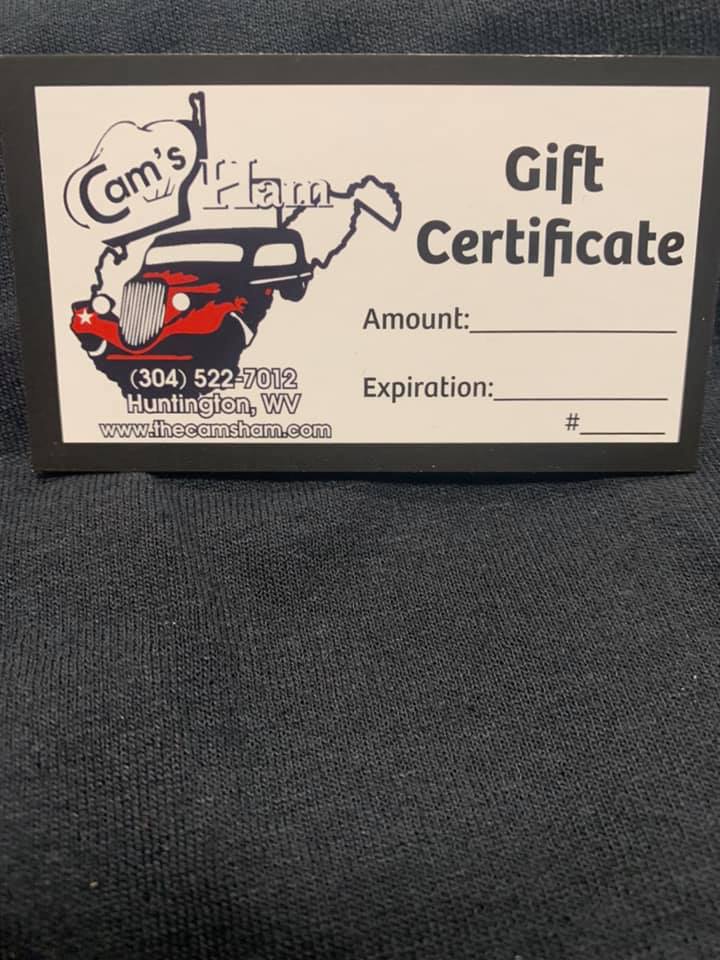 Cam's
Ham
(304) 522-7012
Huntington, WV
www.thecamsham.com
Gift
Certificate
Amount:
Expiration:
#